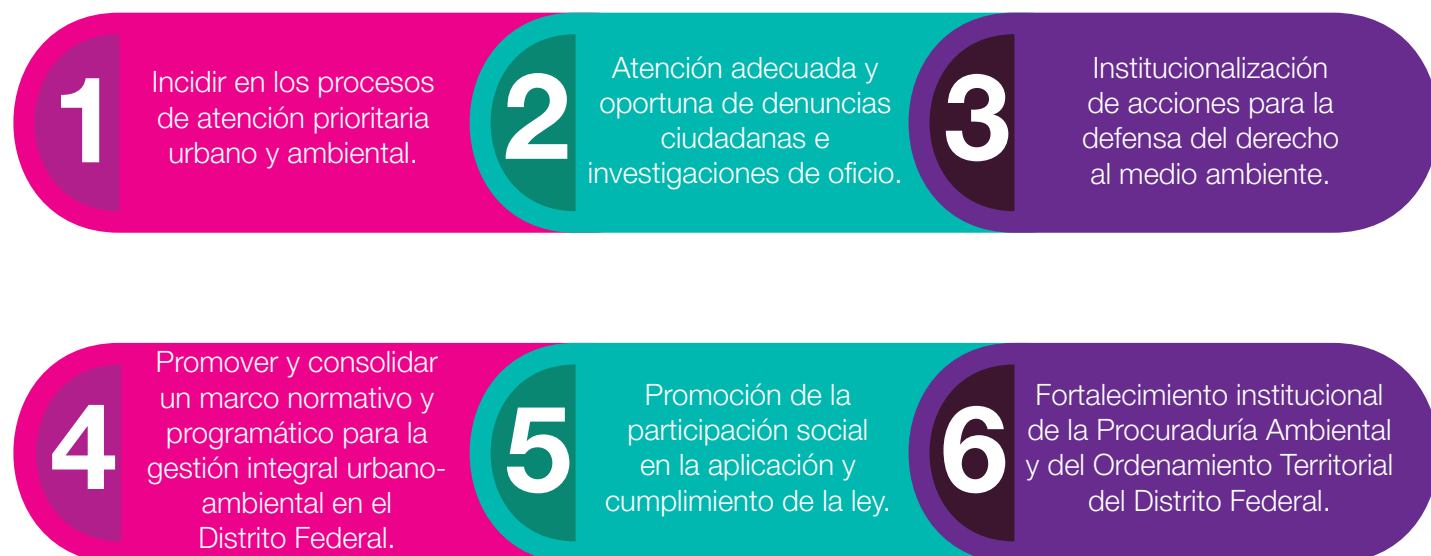 1
Incidir en los procesos
de atención prioritaria
urbano y ambiental.
2
Atención adecuada y
oportuna de denuncias
ciudadanas e
investigaciones de oficio.
3
Institucionalización
de acciones para la
defensa del derecho
al medio ambiente.
4
Promover y consolidar
un marco normativo y
programático para la
gestión integral urbano-
ambiental en el
Distrito Federal.
5
Promoción de la
participación social
en la aplicación y
cumplimiento de la ley.
6
Fortalecimiento institucional
de la Procuraduría Ambiental
y del Ordenamiento Territorial
del Distrito Federal.